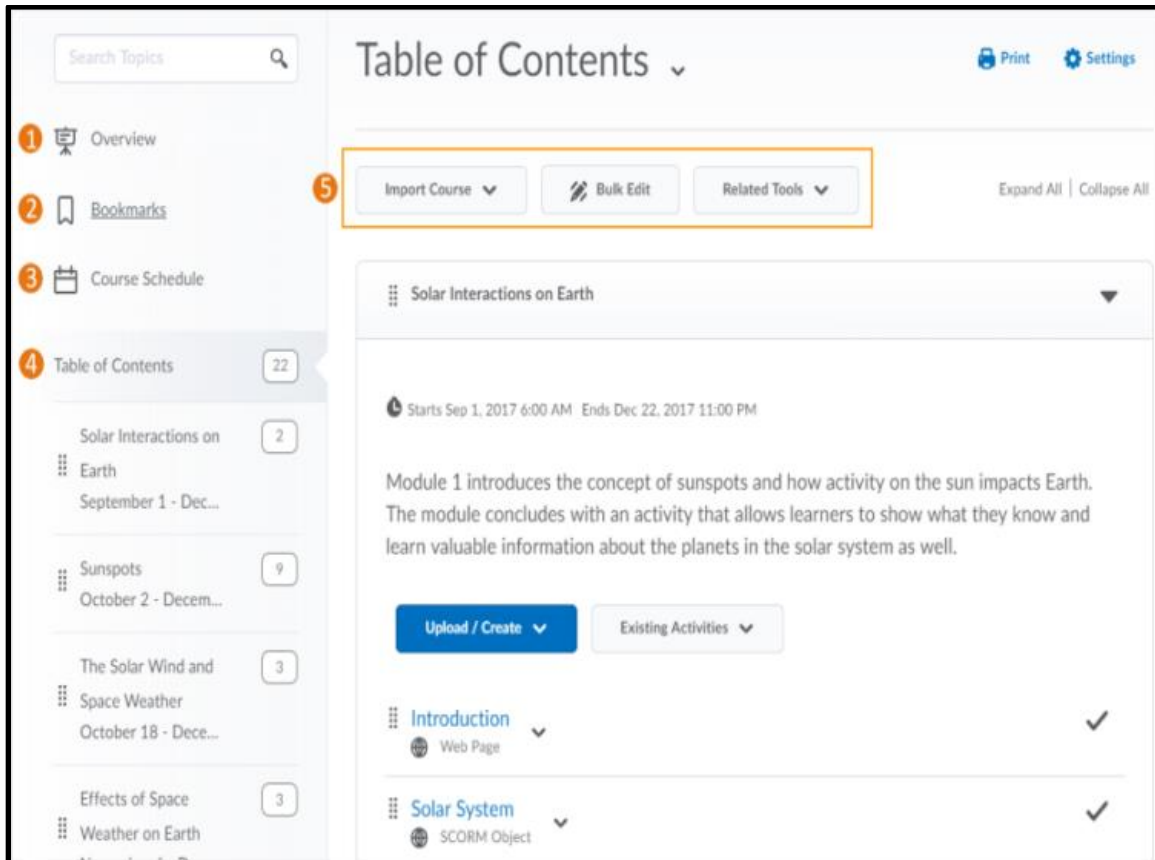 Search Topics
1 Overview
2 Bookmarks
3 Course Schedule
4 Table of Contents 22
Solar Interactions on 2
Earth
September 1 - Dec...
Sunspots 9
October 2 - Decem...
The Solar Wind and 3
Space Weather
October 18 - Dece...
Effects of Space 3
Weather on Earth
Table of Contents
Print Settings
5 Import Course Bulk Edit Related Tools
Expand All | Collapse All
Solar Interactions on Earth
Starts Sep 1, 2017 6:00 AM Ends Dec 22, 2017 11:00 PM
Module 1 introduces the concept of sunspots and how activity on the sun impacts Earth.
The module concludes with an activity that allows learners to show what they know and
learn valuable information about the planets in the solar system as well.
Upload / Create Existing Activities
Introduction
Web Page
Solar System
SCORM Object